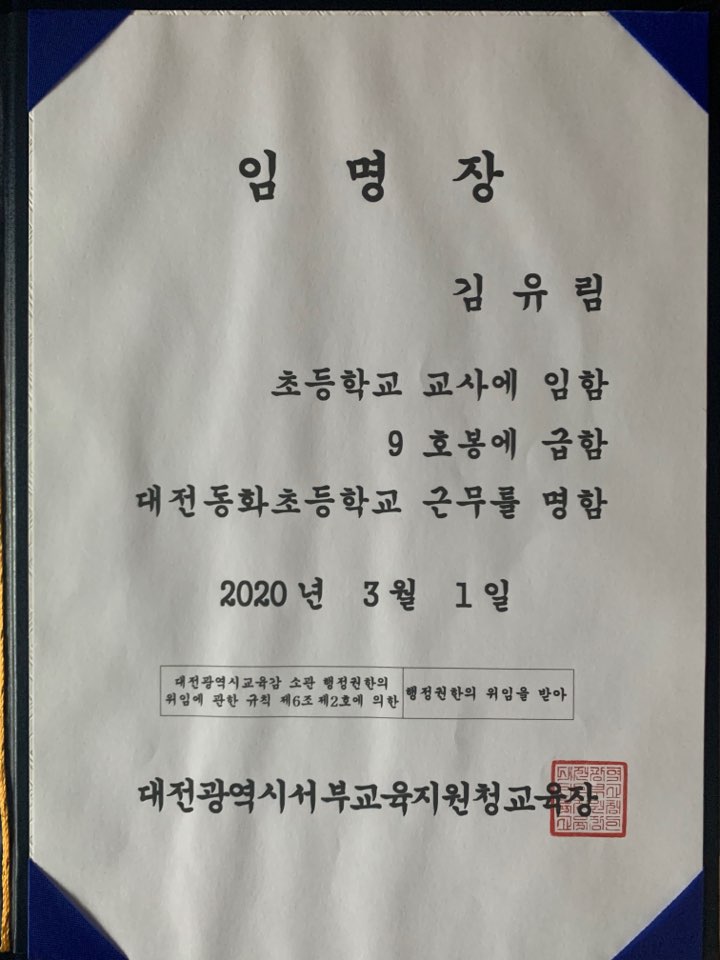 임 명 장
김 유 림
초등학교 교사에 임함
9 호봉에 급함
대전동화초등학교 근무를 명함
2020 년 3 월 1 일
대전광역시교육감 소관 행정권한의
위임에 관한 규칙 제6조 제2호에 의한
행정권한의 위임을 받아
대전광역시서부교육지원청교육장